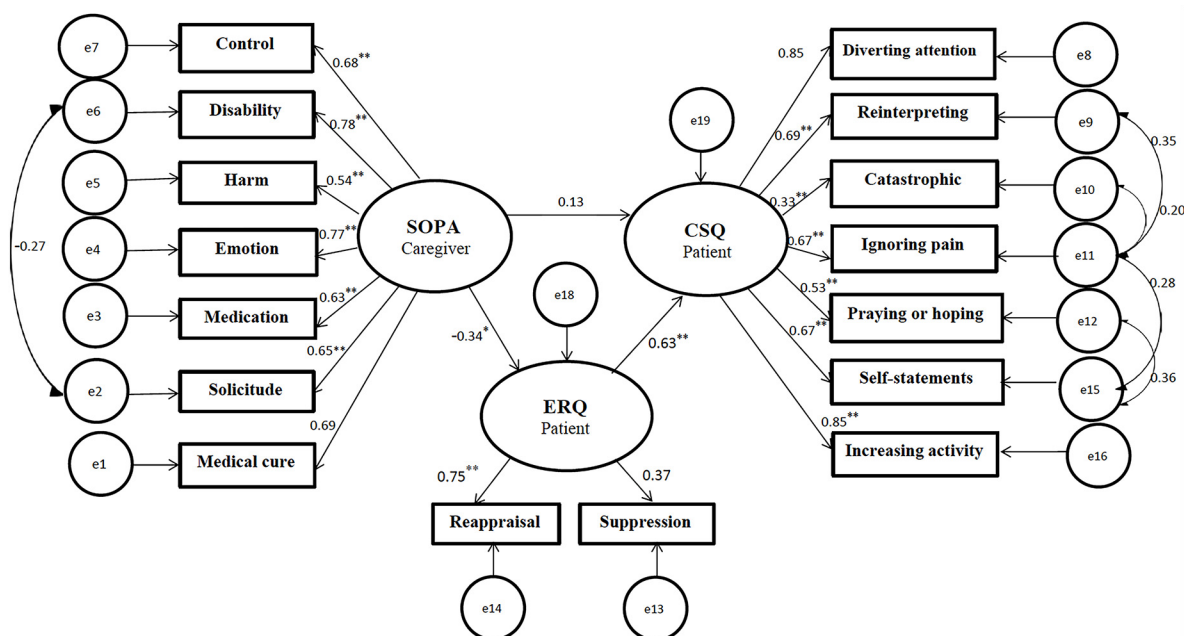 e7
Control
0.68**
e6
Disability
0.78**
e5
Harm
0.54**
-0.27
e4
Emotion
0.77**
e3
Medication
0.63**
e2
Solicitude
0.65**
e1
Medical cure
0.69
SOPA
Caregiver
0.13
-0.34*
e18
ERQ
Patient
0.63**
0.75**
0.37
Reappraisal
Suppression
e14
e13
e19
CSQ
Patient
0.85
Diverting attention
e8
0.69**
Reinterpreting
e9
0.35
0.33**
Catastrophic
e10
0.20
0.67**
Ignoring pain
e11
0.28
0.53**
Praying or hoping
e12
0.67**
Self-statements
e15
0.36
0.85**
Increasing activity
e16